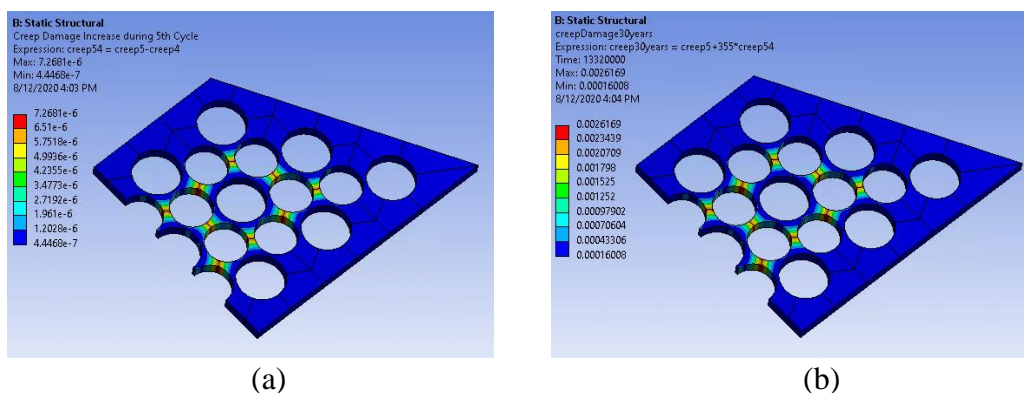 B: Static Structural
Creep Damage Increase during 5th Cycle
Expression: creep54 = creep5-creep4
Max: 7.2681e-6
Min: 4.4468e-7
8/12/2020 4:03 PM
7.2681e-6
6.51e-6
5.7518e-6
4.9936e-6
4.2355e-6
3.4773e-6
2.7192e-6
1.961e-6
1.2028e-6
4.4468e-7
(a)
B: Static Structural
creepDamage30years
Expression: creep30years = creep5+355*creep54
Time: 13320000
Max: 0.0026169
Min: 0.00016008
8/12/2020 4:04 PM
0.0026169
0.0023439
0.0020709
0.001798
0.001525
0.001252
0.00097902
0.00070604
0.00043306
0.00016008
(b)